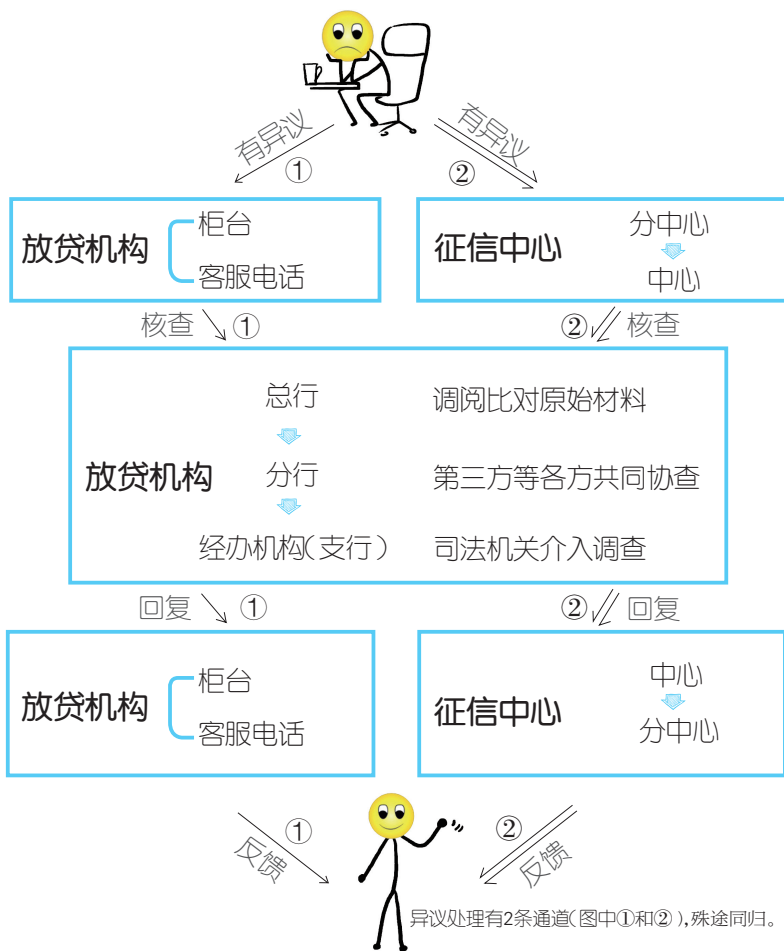 有异议
①
有异议
②
放贷机构
柜台
客服电话
征信中心
分中心
中心
核查 ①
② 核查
放贷机构
总行
分行
经办机构(支行)
调阅比对原始材料
第三方等各方共同协查
司法机关介入调查
回复 ①
② 回复
放贷机构
柜台
客服电话
征信中心
中心
分中心
①
反馈
②
反馈
异议处理有2条通道(图中①和②),殊途同归。